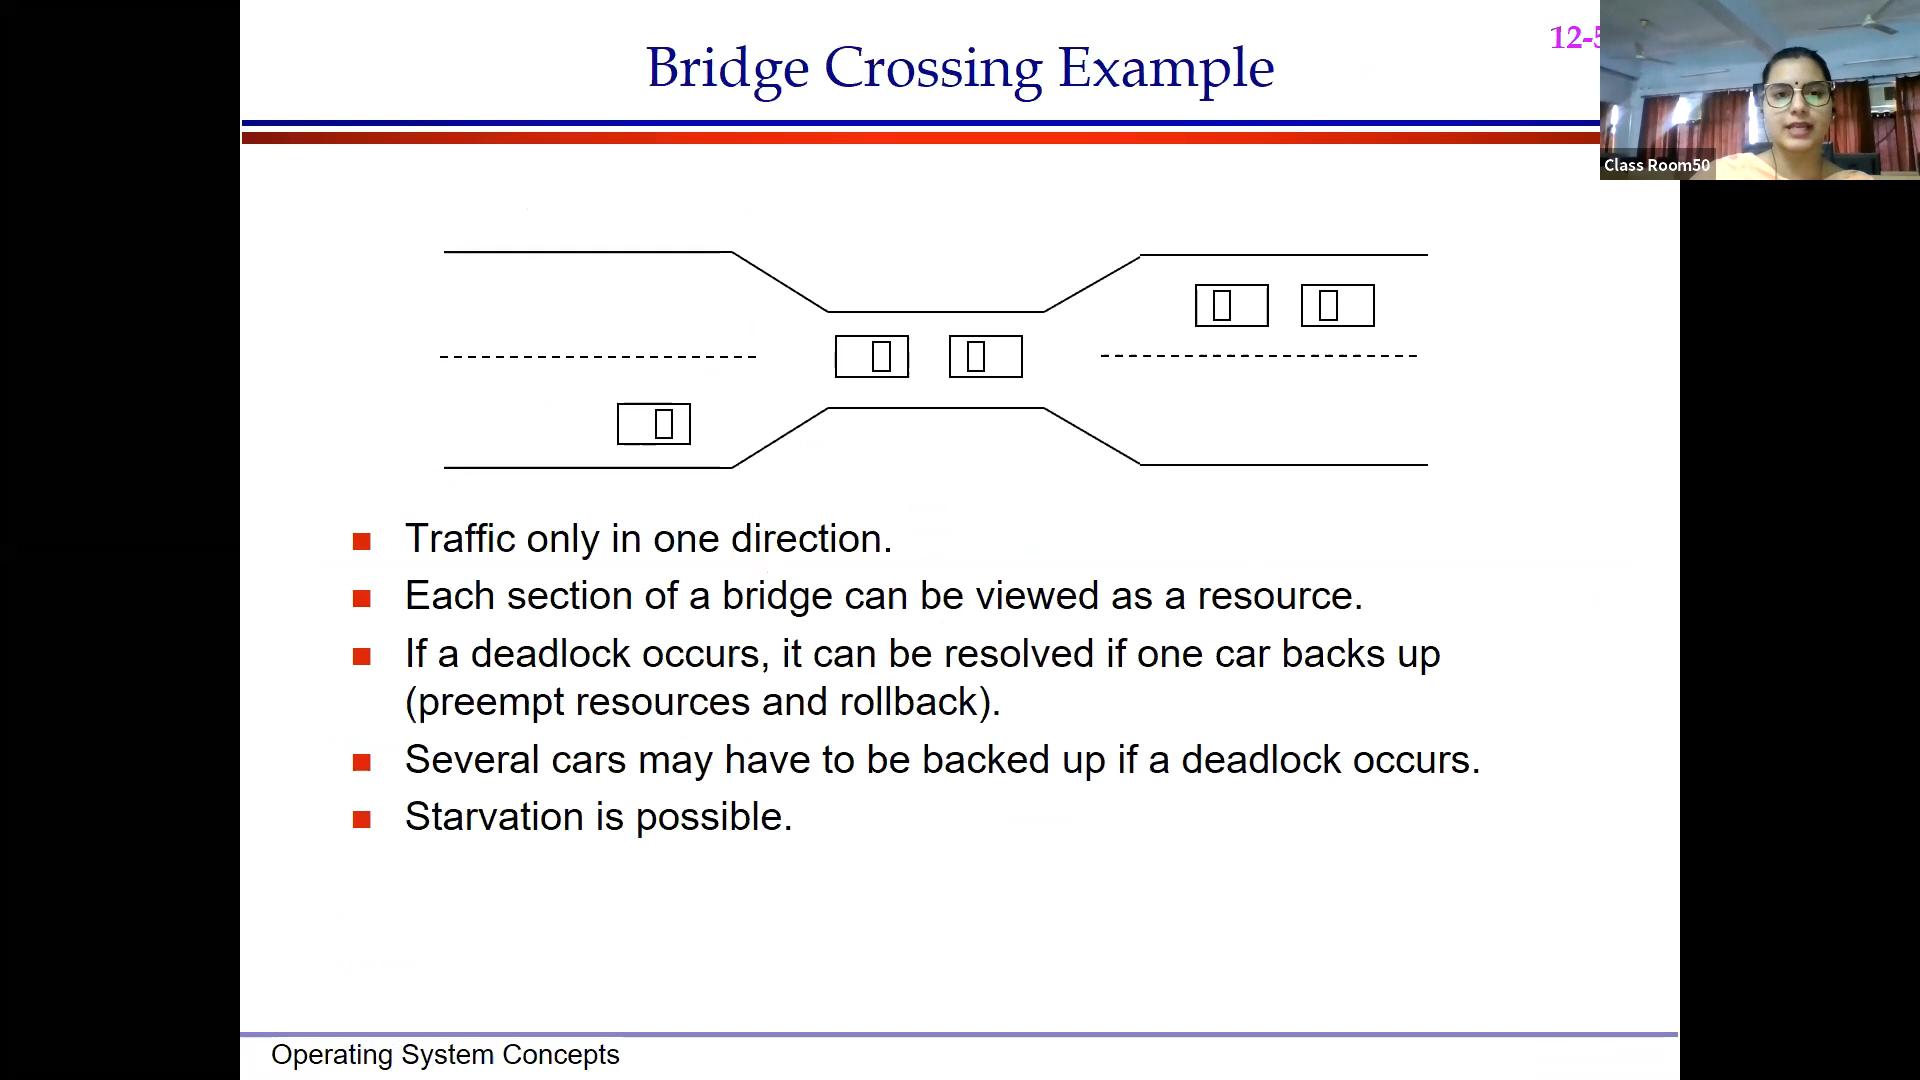 Bridge Crossing Example
12-5
Class Room50
Traffic only in one direction.
Each section of a bridge can be viewed as a resource.
If a deadlock occurs, it can be resolved if one car backs up
(preempt resources and rollback).
Several cars may have to be backed up if a deadlock occurs.
Starvation is possible.
Operating System Concepts